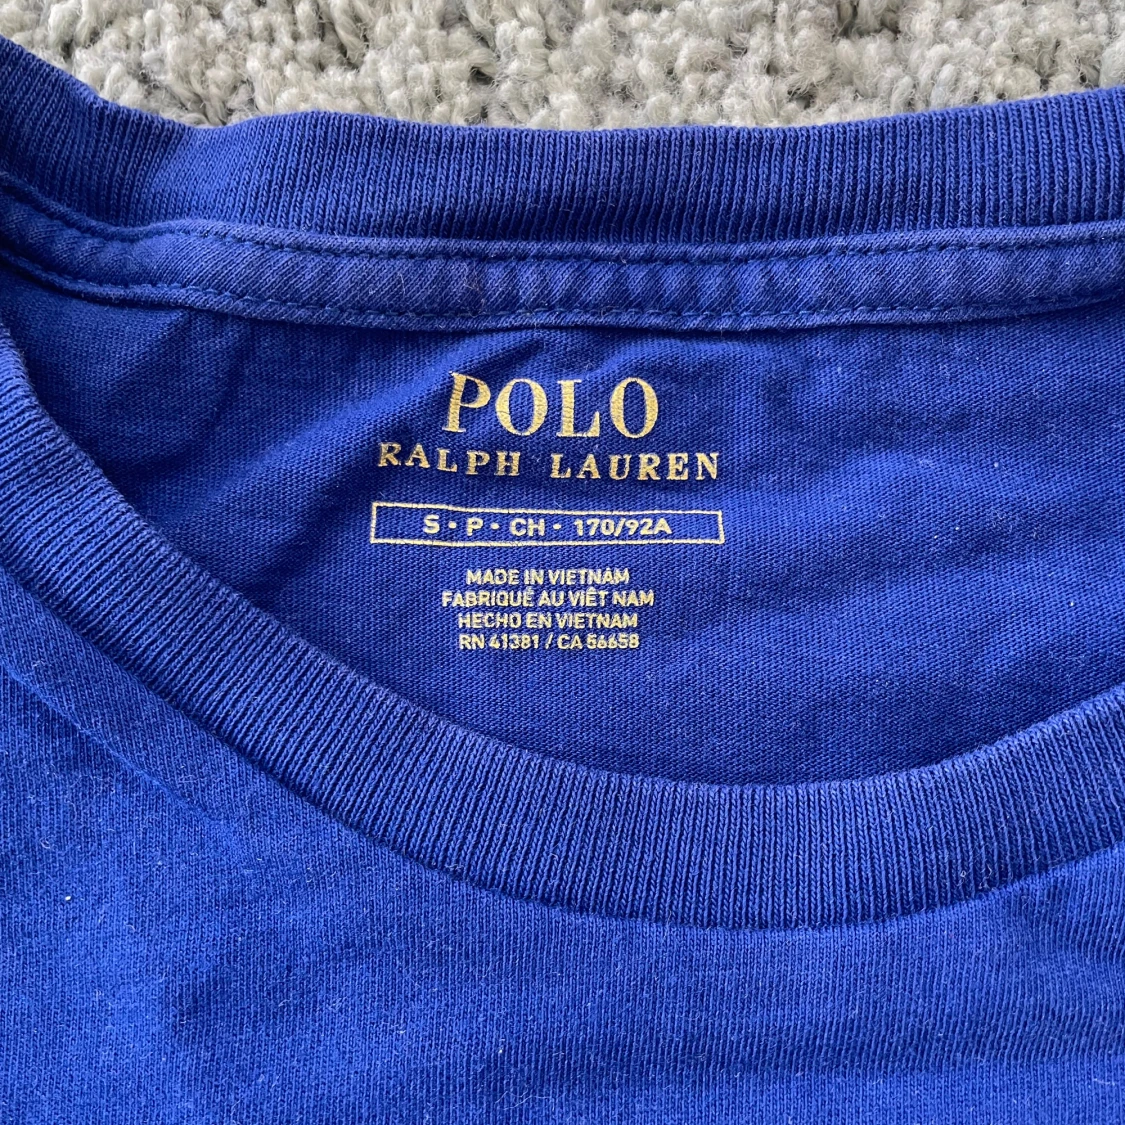 POLO
RALPH LAUREN
S • P • CH • 170/92A
MADE IN VIETNAM
FABRIQUÉ AU VIÊT NAM
HECHO EN VIETNAM
RN 41381 / CA 56658